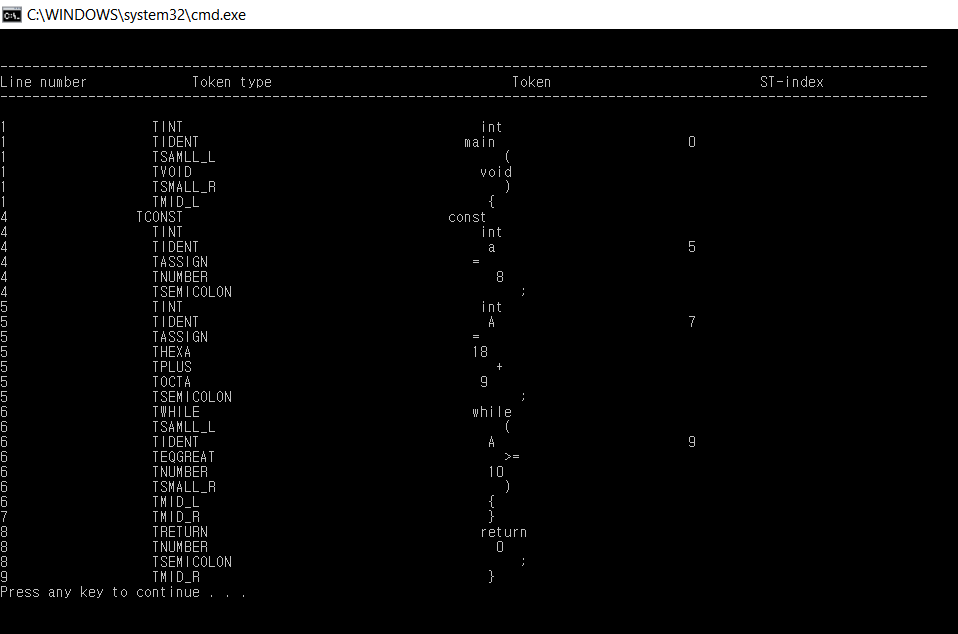 C:\WINDOWS\system32\cmd.exe
--------------------------------------------------------------------------------------------------------------------
Line number Token type Token ST-index
--------------------------------------------------------------------------------------------------------------------
1 TINT int
1 TIDENT main 0
1 TSAMLL_L (
1 TVOID void
1 TSMALL_R )
1 TMID_L {
4 TCONST const
4 TINT int
4 TIDENT a 5
4 TASSIGN =
4 TNUMBER 8
4 TSEMICOLON ;
5 TINT int
5 TIDENT A 7
5 TASSIGN =
5 THEXA 18
5 TPLUS +
5 TOCTA 9
5 TSEMICOLON ;
6 TWHILE while
6 TSAMLL_L (
6 TIDENT A 9
6 TEQGREAT >=
6 TNUMBER 10
6 TSMALL_R )
6 TMID_L {
7 TMID_R }
8 TRETURN return
8 TNUMBER 0
8 TSEMICOLON ;
9 TMID_R }
Press any key to continue . . .